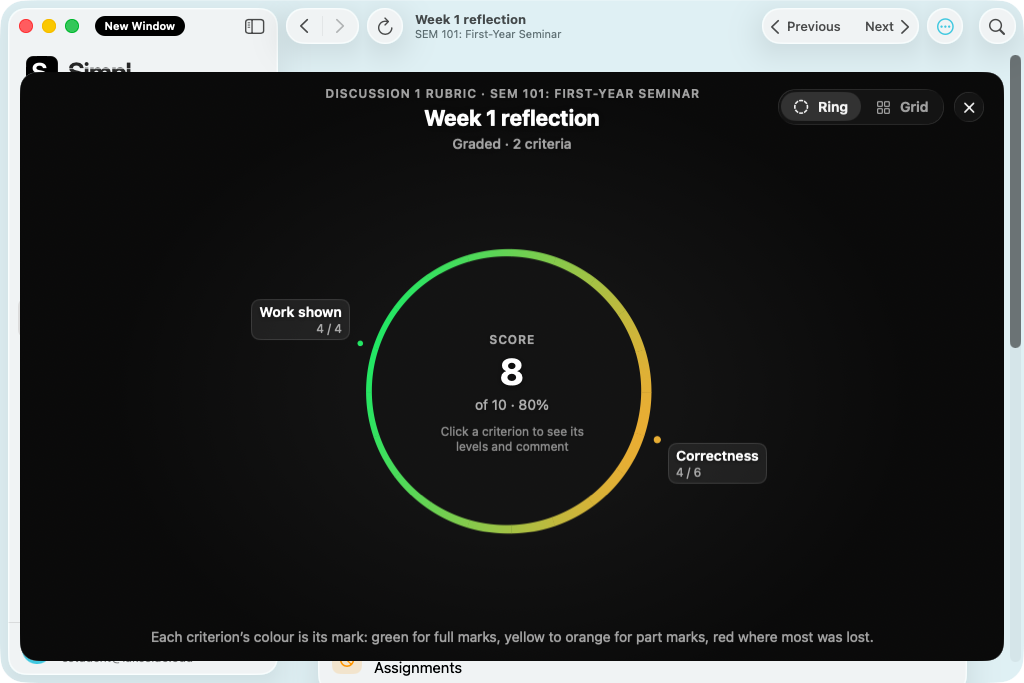 New Window
Week 1 reflection
SEM 101: First-Year Seminar
Previous
Next
DISCUSSION 1 RUBRIC · SEM 101: FIRST-YEAR SEMINAR
Week 1 reflection
Graded · 2 criteria
Ring
Grid
Work shown
4 / 4
SCORE
8
of 10 · 80%
Click a criterion to see its
levels and comment
Correctness
4 / 6
Each criterion’s colour is its mark: green for full marks, yellow to orange for part marks, red where most was lost.
Assignments